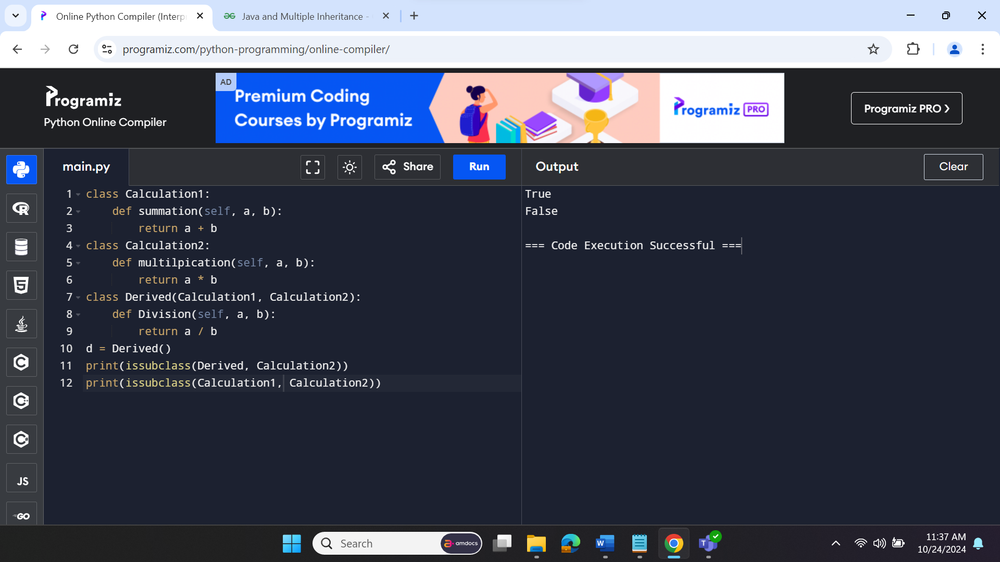 Online Python Compiler (Interp
Java and Multiple Inheritance -
programiz.com/python-programming/online-compiler/
Programiz
Python Online Compiler
AD
Premium Coding
Courses by Programiz
Programiz PRO
Programiz PRO ❯
main.py
Share
Run
Output
Clear
1 class Calculation1:
2     def summation(self, a, b):
3         return a + b
4 class Calculation2:
5     def multilpication(self, a, b):
6         return a * b
7 class Derived(Calculation1, Calculation2):
8     def Division(self, a, b):
9         return a / b
10 d = Derived()
11 print(issubclass(Derived, Calculation2))
12 print(issubclass(Calculation1, Calculation2))
True
False
=== Code Execution Successful ===
R
5
C
C++
C#
JS
GO
Search
amdocs
W
T
11:37 AM
10/24/2024